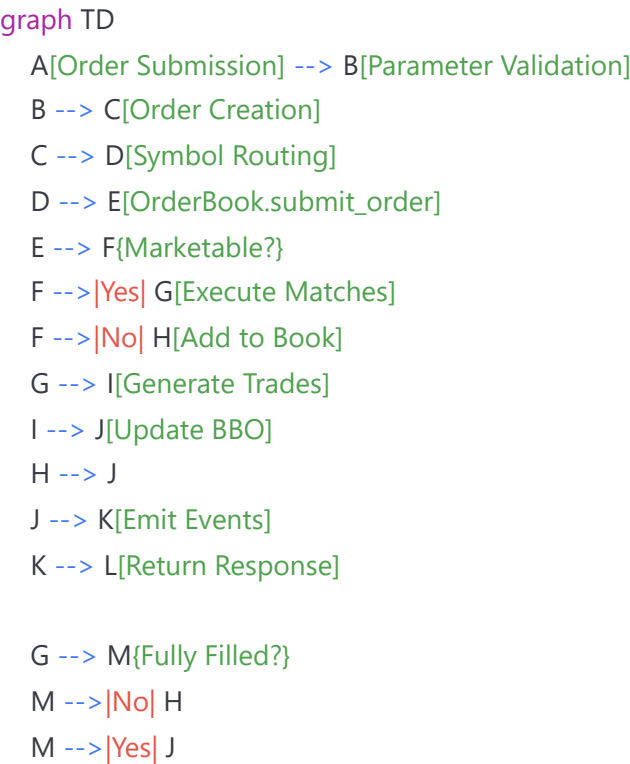 graph TD
A[Order Submission] --> B[Parameter Validation]
B --> C[Order Creation]
C --> D[Symbol Routing]
D --> E[OrderBook.submit_order]
E --> F{Marketable?}
F -->|Yes| G[Execute Matches]
F -->|No| H[Add to Book]
G --> I[Generate Trades]
I --> J[Update BBO]
H --> J
J --> K[Emit Events]
K --> L[Return Response]
G --> M{Fully Filled?}
M -->|No| H
M -->|Yes| J